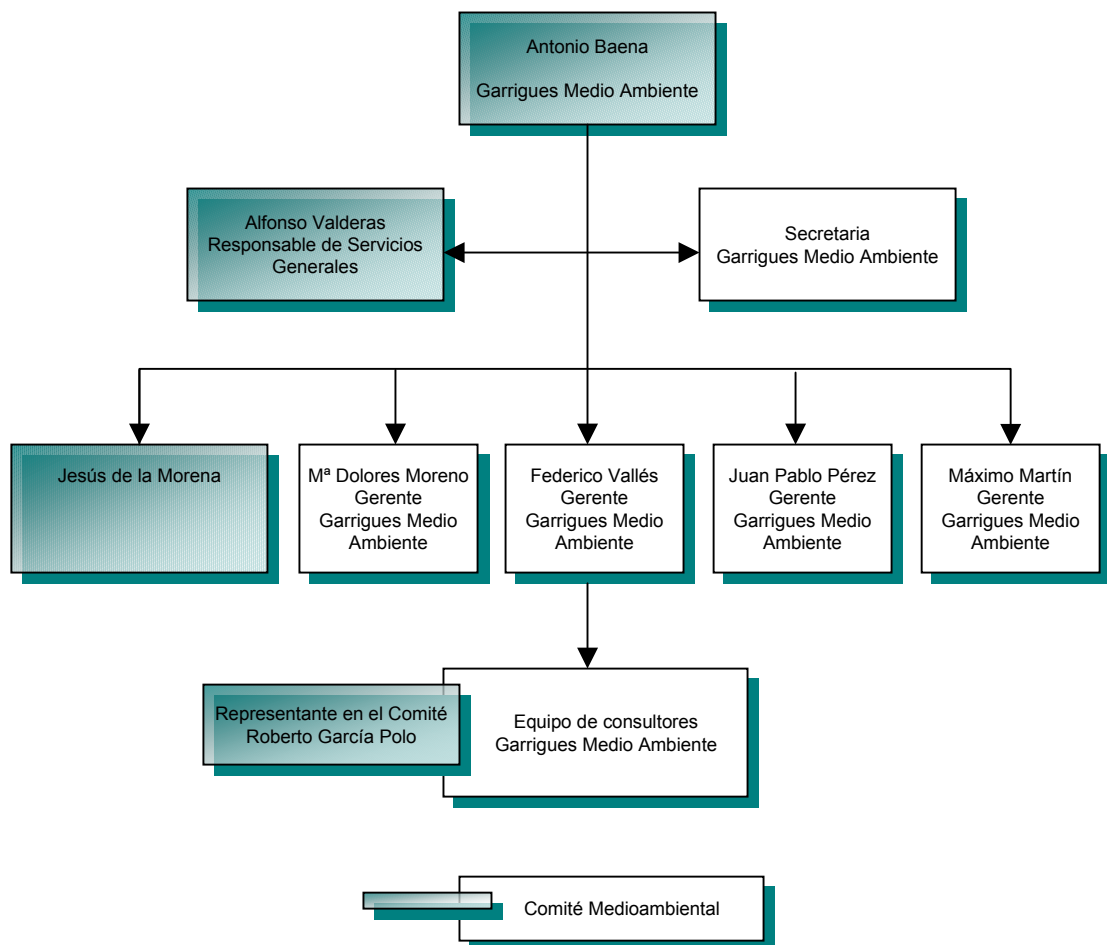 Antonio Baena
Garrigues Medio Ambiente
Alfonso Valderas
Responsable de Servicios
Generales
Secretaria
Garrigues Medio Ambiente
Jesús de la Morena
Mª Dolores Moreno
Gerente
Garrigues Medio
Ambiente
Federico Vallés
Gerente
Garrigues Medio
Ambiente
Juan Pablo Pérez
Gerente
Garrigues Medio
Ambiente
Máximo Martín
Gerente
Garrigues Medio
Ambiente
Representante en el Comité
Roberto García Polo
Equipo de consultores
Garrigues Medio Ambiente
Comité Medioambiental